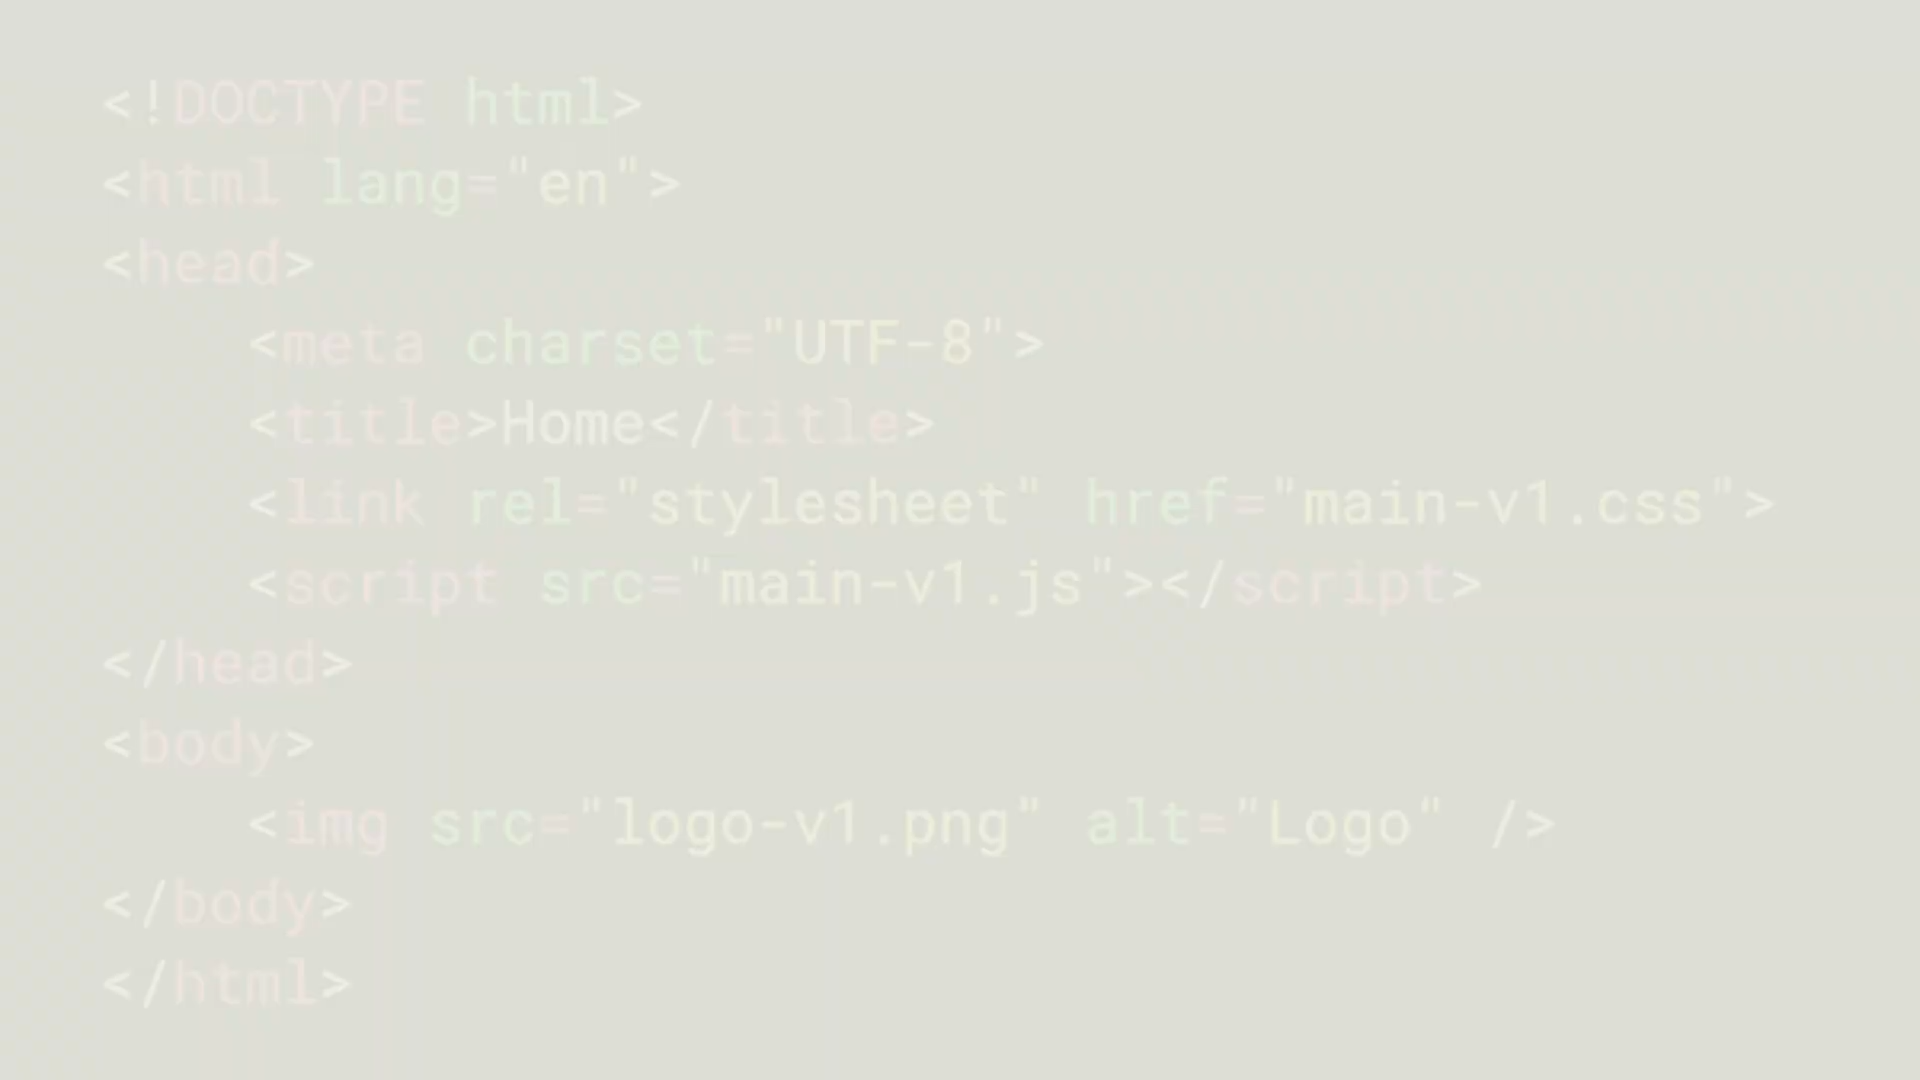 <!DOCTYPE html>
<html lang="en">
<head>
    <meta charset="UTF-8">
    <title>Home</title>
    <link rel="stylesheet" href="main-v1.css">
    <script src="main-v1.js"></script>
</head>
<body>
    <img src="logo-v1.png" alt="Logo" />
</body>
</html>